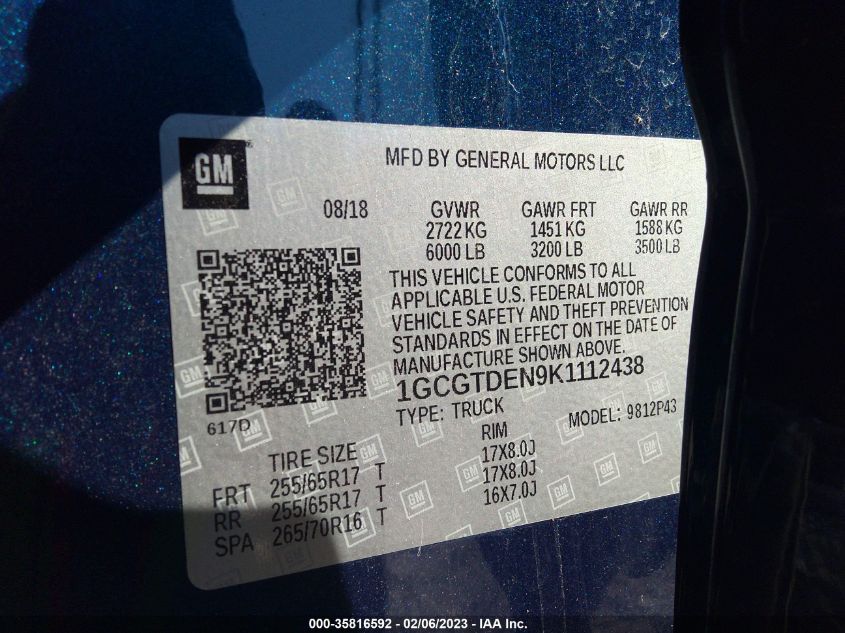 GM
MFD BY GENERAL MOTORS LLC
08/18 GVWR GAWR FRT GAWR RR
2722 KG 1451 KG 1588 KG
6000 LB 3200 LB 3500 LB
THIS VEHICLE CONFORMS TO ALL
APPLICABLE U.S. FEDERAL MOTOR
VEHICLE SAFETY AND THEFT PREVENTION
STANDARDS IN EFFECT ON THE DATE OF
MANUFACTURE SHOWN ABOVE.
1GCGTDEN9K1112438
617D
TYPE: TRUCK MODEL: 9812P43
TIRE SIZE RIM
FRT 255/65R17 T 17X8.0J
RR 255/65R17 T 17X8.0J
SPA 265/70R16 T 16X7.0J
000-35816592 - 02/06/2023 - IAA Inc.